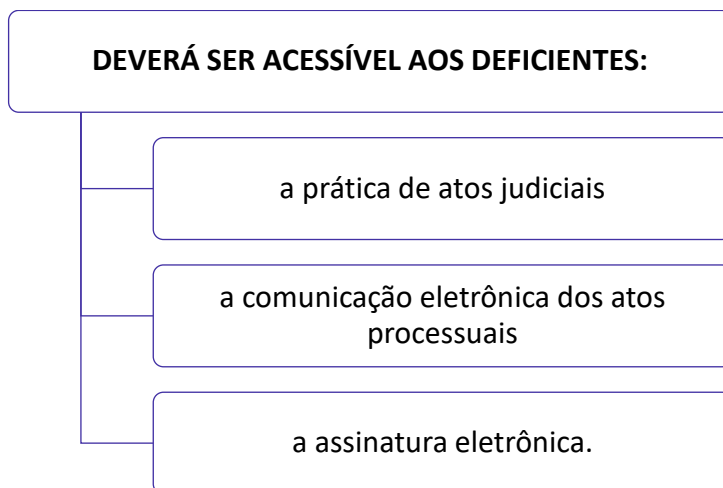 DEVERÁ SER ACESSÍVEL AOS DEFICIENTES:
a prática de atos judiciais
a comunicação eletrônica dos atos
processuais
a assinatura eletrônica.